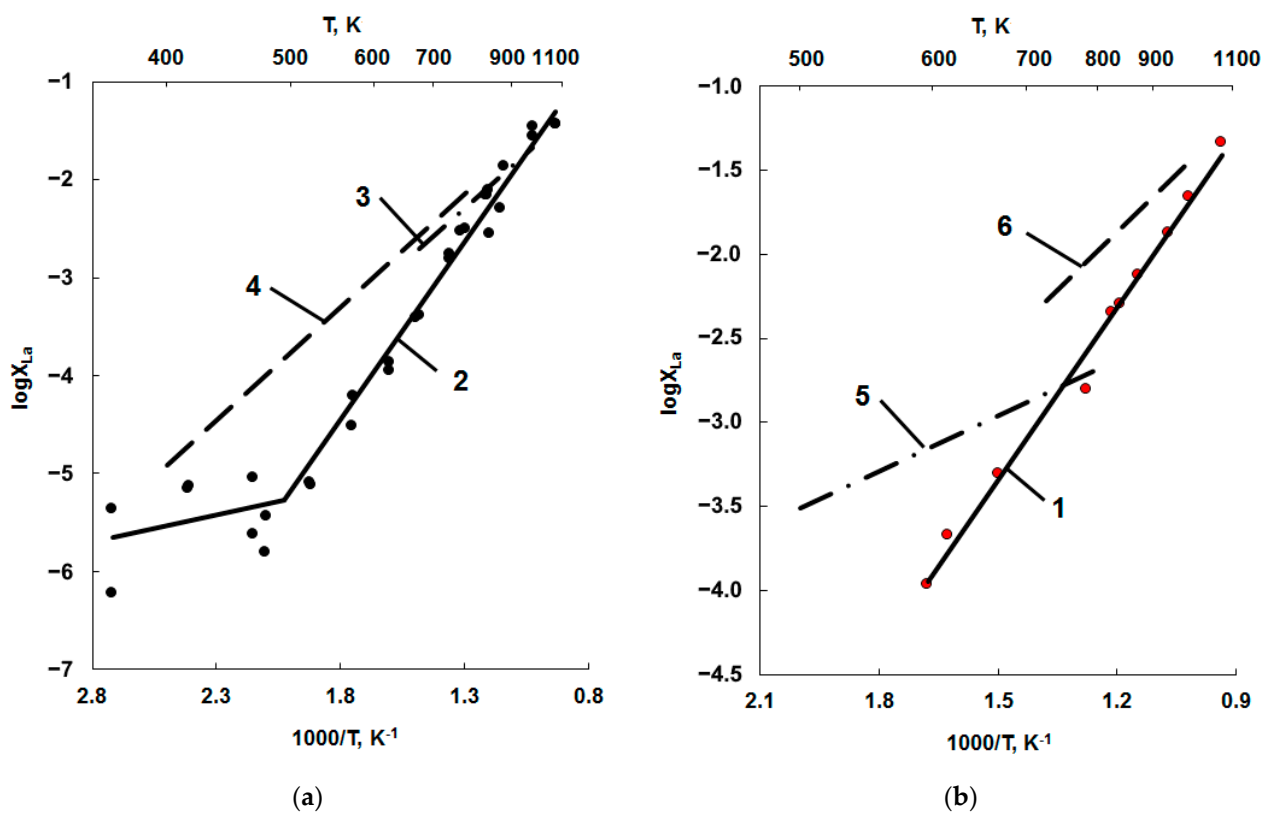 T, K
400 500 600 700 900 1100
−1
−2
−3
−4
−5
−6
−7
logX_La
3
4
2
2.8 2.3 1.8 1.3 0.8
1000/T, K⁻¹
(a)
T, K
500 600 700 800 900 1100
−1.0
−1.5
−2.0
−2.5
−3.0
−3.5
−4.0
−4.5
logX_La
6
5
1
2.1 1.8 1.5 1.2 0.9
1000/T, K⁻¹
(b)